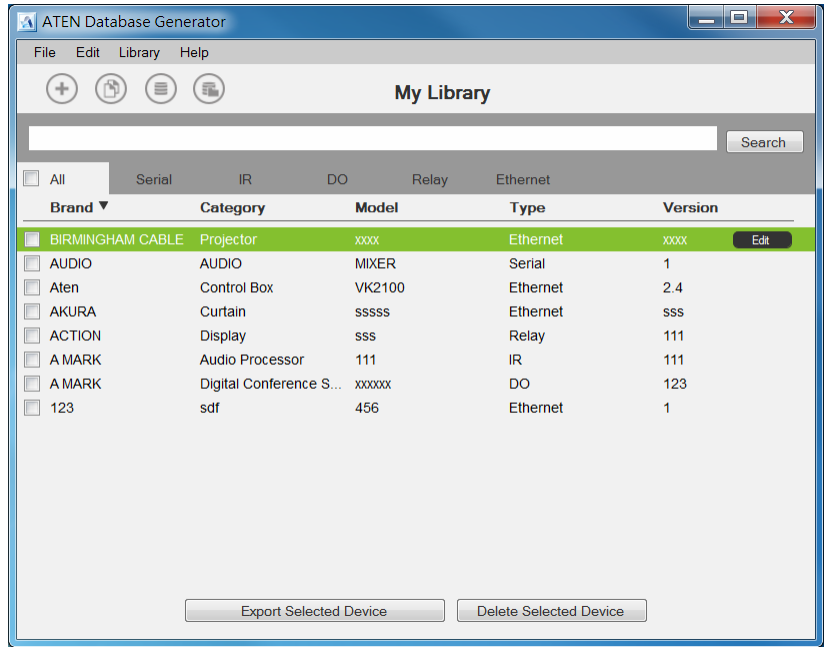 ATEN Database Generator
File Edit Library Help
My Library
Search
All Serial IR DO Relay Ethernet
Brand ▼ Category Model Type Version
BIRMINGHAM CABLE Projector xxxx Ethernet xxxx Edit
AUDIO AUDIO MIXER Serial 1
Aten Control Box VK2100 Ethernet 2.4
AKURA Curtain sssss Ethernet sss
ACTION Display sss Relay 111
A MARK Audio Processor 111 IR 111
A MARK Digital Conference S... xxxxxx DO 123
123 sdf 456 Ethernet 1
Export Selected Device Delete Selected Device